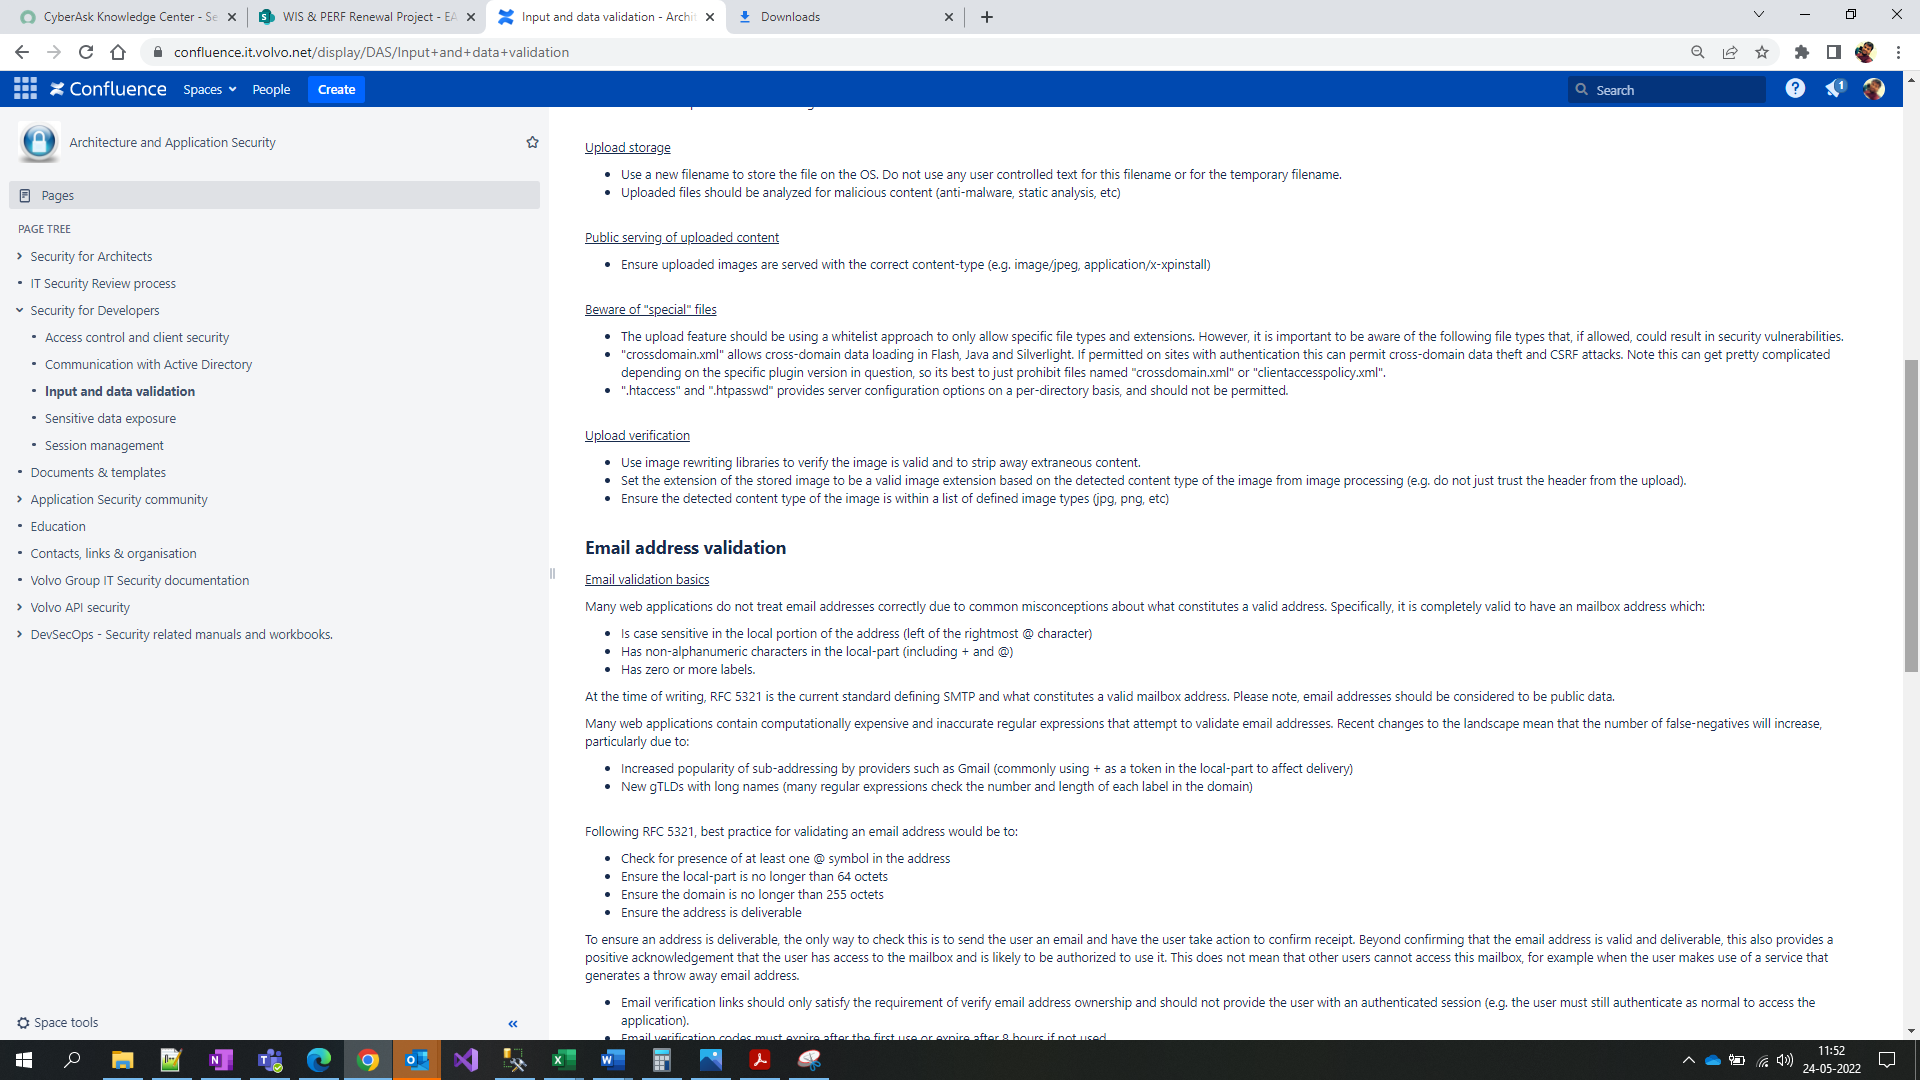 CyberAsk Knowledge Center - Se
WIS & PERF Renewal Project - EA
Input and data validation - Archit
Downloads
confluence.it.volvo.net/display/DAS/Input+and+data+validation
Confluence
Spaces
People
Create
Search
1
Architecture and Application Security
Pages
PAGE TREE
Security for Architects
IT Security Review process
Security for Developers
Access control and client security
Communication with Active Directory
Input and data validation
Sensitive data exposure
Session management
Documents & templates
Application Security community
Education
Contacts, links & organisation
Volvo Group IT Security documentation
Volvo API security
DevSecOps - Security related manuals and workbooks.
Space tools
Upload storage
• Use a new filename to store the file on the OS. Do not use any user controlled text for this filename or for the temporary filename.
• Uploaded files should be analyzed for malicious content (anti-malware, static analysis, etc)
Public serving of uploaded content
• Ensure uploaded images are served with the correct content-type (e.g. image/jpeg, application/x-xpinstall)
Beware of "special" files
• The upload feature should be using a whitelist approach to only allow specific file types and extensions. However, it is important to be aware of the following file types that, if allowed, could result in security vulnerabilities.
• "crossdomain.xml" allows cross-domain data loading in Flash, Java and Silverlight. If permitted on sites with authentication this can permit cross-domain data theft and CSRF attacks. Note this can get pretty complicated
depending on the specific plugin version in question, so its best to just prohibit files named "crossdomain.xml" or "clientaccesspolicy.xml".
• ".htaccess" and ".htpasswd" provides server configuration options on a per-directory basis, and should not be permitted.
Upload verification
• Use image rewriting libraries to verify the image is valid and to strip away extraneous content.
• Set the extension of the stored image to be a valid image extension based on the detected content type of the image from image processing (e.g. do not just trust the header from the upload).
• Ensure the detected content type of the image is within a list of defined image types (jpg, png, etc)
Email address validation
Email validation basics
Many web applications do not treat email addresses correctly due to common misconceptions about what constitutes a valid address. Specifically, it is completely valid to have an mailbox address which:
• Is case sensitive in the local portion of the address (left of the rightmost @ character)
• Has non-alphanumeric characters in the local-part (including + and @)
• Has zero or more labels.
At the time of writing, RFC 5321 is the current standard defining SMTP and what constitutes a valid mailbox address. Please note, email addresses should be considered to be public data.
Many web applications contain computationally expensive and inaccurate regular expressions that attempt to validate email addresses. Recent changes to the landscape mean that the number of false-negatives will increase,
particularly due to:
• Increased popularity of sub-addressing by providers such as Gmail (commonly using + as a token in the local-part to affect delivery)
• New gTLDs with long names (many regular expressions check the number and length of each label in the domain)
Following RFC 5321, best practice for validating an email address would be to:
• Check for presence of at least one @ symbol in the address
• Ensure the local-part is no longer than 64 octets
• Ensure the domain is no longer than 255 octets
• Ensure the address is deliverable
To ensure an address is deliverable, the only way to check this is to send the user an email and have the user take action to confirm receipt. Beyond confirming that the email address is valid and deliverable, this also provides a
positive acknowledgement that the user has access to the mailbox and is likely to be authorized to use it. This does not mean that other users cannot access this mailbox, for example when the user makes use of a service that
generates a throw away email address.
• Email verification links should only satisfy the requirement of verify email address ownership and should not provide the user with an authenticated session (e.g. the user must still authenticate as normal to access the
application).
• Email verification codes must expire after the first use or expire after 8 hours if not used
11:52
24-05-2022